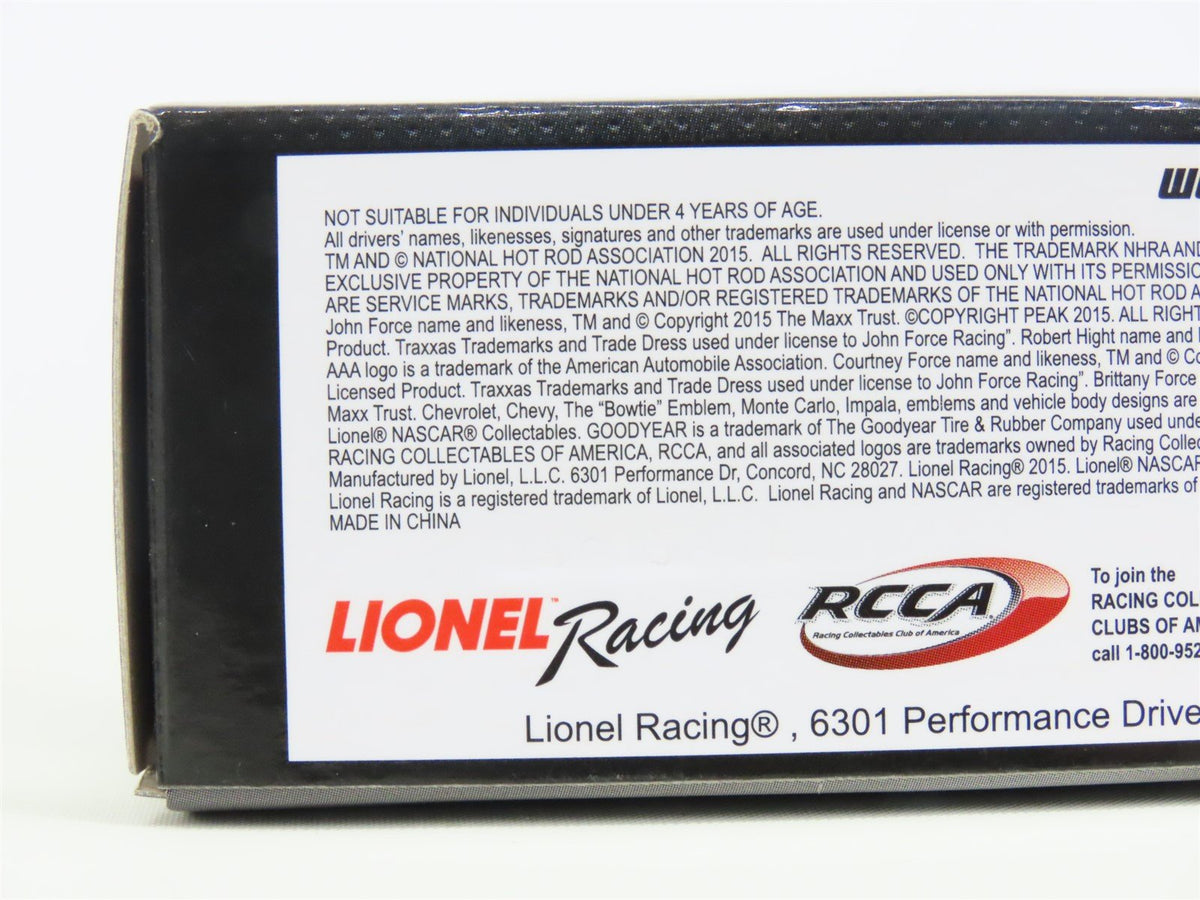 NOT SUITABLE FOR INDIVIDUALS UNDER 4 YEARS OF AGE.
All drivers' names, likenesses, signatures and other trademarks are used under license or with permission.
TM AND © NATIONAL HOT ROD ASSOCIATION 2015. ALL RIGHTS RESERVED. THE TRADEMARK NHRA AND
EXCLUSIVE PROPERTY OF THE NATIONAL HOT ROD ASSOCIATION AND USED ONLY WITH ITS
ARE SERVICE MARKS, TRADEMARKS AND/OR REGISTERED TRADEMARKS OF THE NATIONAL HOT ROD
John Force name and likeness, TM and © Copyright 2015 The Maxx Trust. ©COPYRIGHT PEAK 2015. ALL
Product. Traxxas Trademarks and Trade Dress used under license to John Force Racing”. Robert Hight name and
AAA logo is a trademark of the American Automobile Association. Courtney Force name and likeness, TM and ©
Licensed Product. Traxxas Trademarks and Trade Dress used under license to John Force Racing”. Brittany Force
Maxx Trust. Chevrolet, Chevy, The “Bowtie” Emblem, Monte Carlo, Impala, emblems and vehicle body designs are
Lionel® NASCAR® Collectables. GOODYEAR is a trademark of The Goodyear Tire & Rubber Company used
RACING COLLECTABLES OF AMERICA, RCCA, and all associated logos are trademarks owned by Racing
Manufactured by Lionel, L.L.C. 6301 Performance Dr, Concord, NC 28027. Lionel Racing® 2015. Lionel® NASCAR
Lionel Racing is a registered trademark of Lionel, L.L.C. Lionel Racing and NASCAR are registered trademarks of
MADE IN CHINA
LIONEL™ Racing
RCCA
Racing Collectables Club of America
To join the
RACING
CLUBS OF
call 1-800-952
Lionel Racing® , 6301 Performance Drive